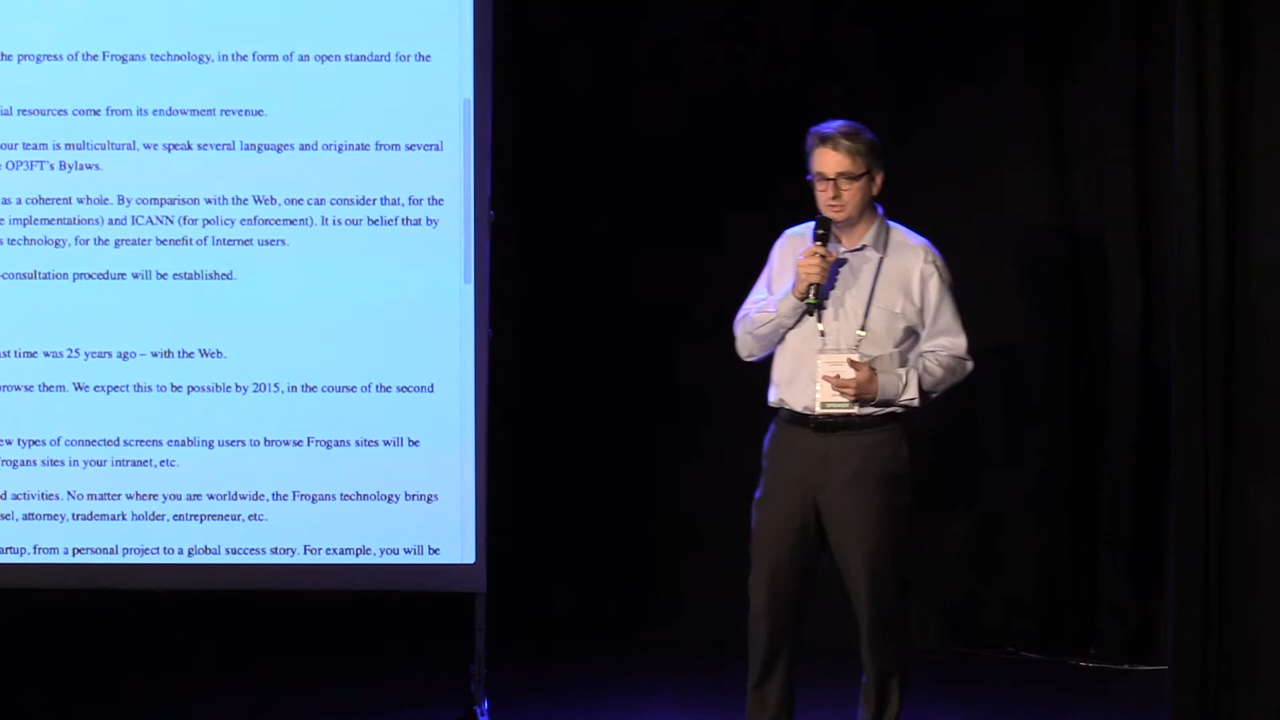 he progress of the Frogans technology, in the form of an open standard for the
ial resources come from its endowment revenue.
our team is multicultural, we speak several languages and originate from several
OP3FT's Bylaws.
as a coherent whole. By comparison with the Web, one can consider that, for the
e implementations) and ICANN (for policy enforcement). It is our belief that by
s technology, for the greater benefit of Internet users.
-consultation procedure will be established.
st time was 25 years ago – with the Web.
rowse them. We expect this to be possible by 2015, in the course of the second
ew types of connected screens enabling users to browse Frogans sites will be
rogans sites in your intranet, etc.
d activities. No matter where you are worldwide, the Frogans technology brings
sel, attorney, trademark holder, entrepreneur, etc.
artup, from a personal project to a global success story. For example, you will be
SPEAKER